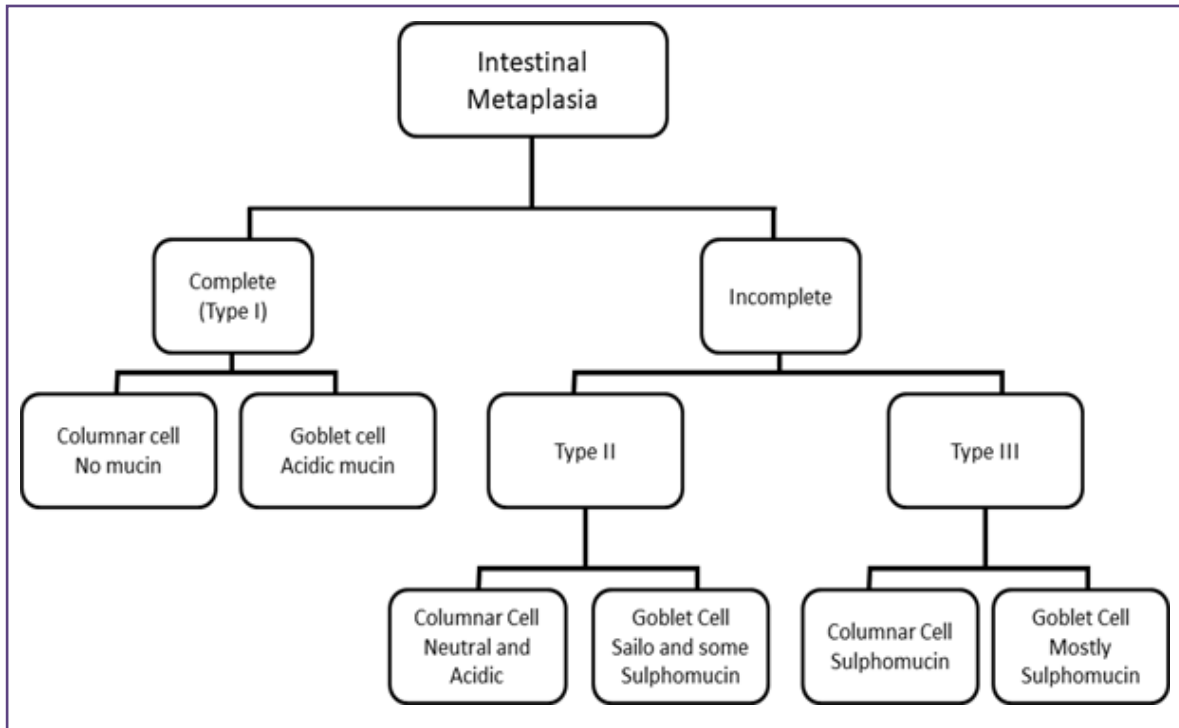 Intestinal
Metaplasia
Complete
(Type I)
Incomplete
Columnar cell
No mucin
Goblet cell
Acidic mucin
Type II
Type III
Columnar Cell
Neutral and
Acidic
Goblet Cell
Sailo and some
Sulphomucin
Columnar Cell
Sulphomucin
Goblet Cell
Mostly
Sulphomucin